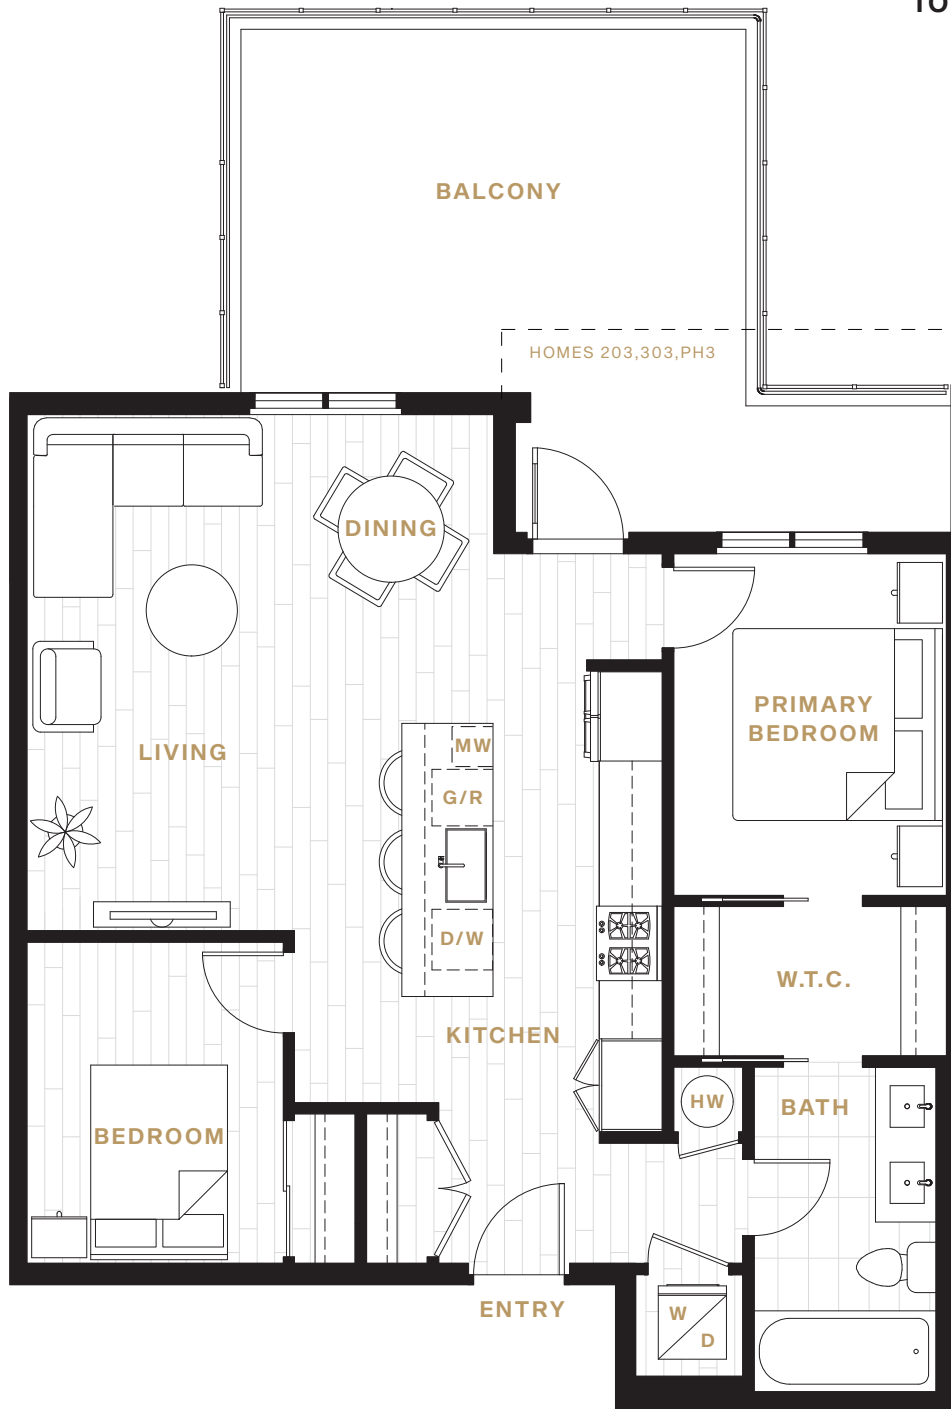 BALCONY
HOMES 203,303,PH3
DINING
PRIMARY
BEDROOM
MW
LIVING
G/R
D/W
W.T.C.
KITCHEN
HW
BATH
BEDROOM
ENTRY
W
D